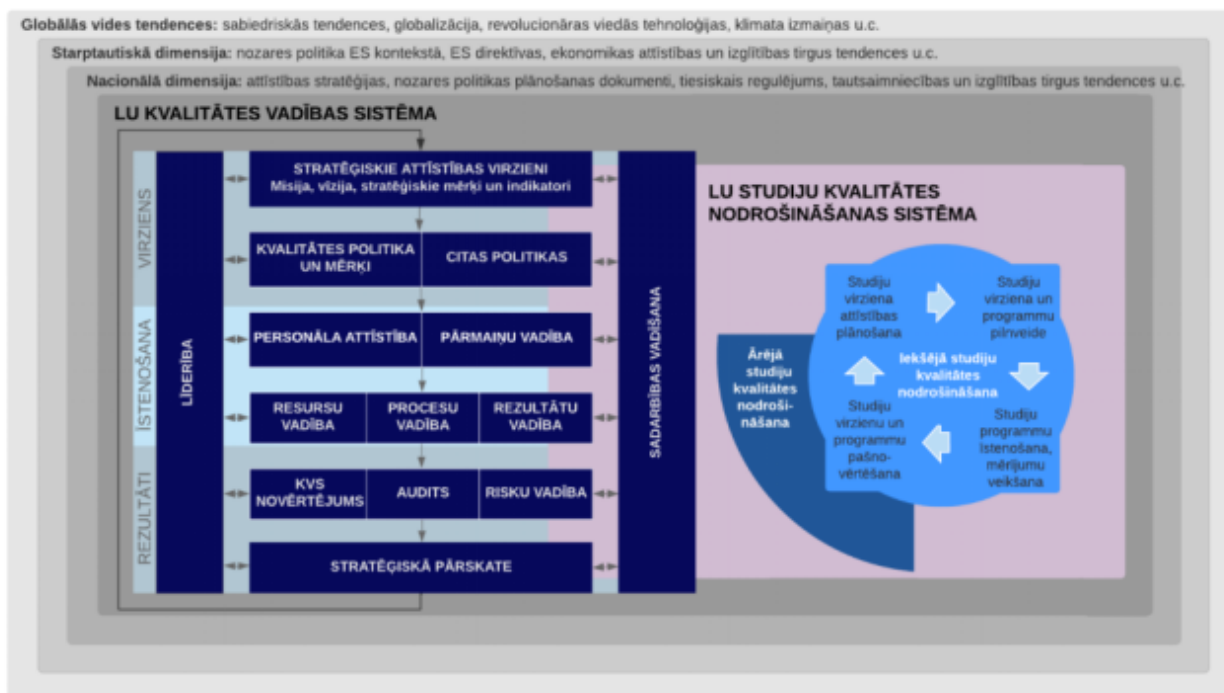 Globālās vides tendences: sabiedriskās tendences, globalizācija, revolucionāras viedās tehnoloģijas, klimata izmaiņas u.c.
Starptautiskā dimensija: nozares politika ES kontekstā, ES direktīvas, ekonomikas attīstības un izglītības tirgus tendences u.c.
Nacionālā dimensija: attīstības stratēģijas, nozares politikas plānošanas dokumenti, tiesiskais regulējums, tautsaimniecības un izglītības tirgus tendences u.c.
LU KVALITĀTES VADĪBAS SISTĒMA
VIRZIENS
ĪSTENOŠANA
REZULTĀTI
LĪDERĪBA
STRATĒĢISKIE ATTĪSTĪBAS VIRZIENI
Misija, vīzija, stratēģiskie mērķi un indikatori
KVALITĀTES POLITIKA
UN MĒRĶI
CITAS POLITIKAS
PERSONĀLA ATTĪSTĪBA
PĀRMAIŅU VADĪBA
RESURSU
VADĪBA
PROCESU
VADĪBA
REZULTĀTU
VADĪBA
KVS
NOVĒRTĒJUMS
AUDITS
RISKU VADĪBA
STRATĒĢISKĀ PĀRSKATE
SADARBĪBAS VADĪŠANA
LU STUDIJU KVALITĀTES
NODROŠINĀŠANAS SISTĒMA
Ārējā
studiju
kvalitātes
nodroši-
nāšana
Studiju
virziena
attīstības
plānošana
Studiju
virziena un
programmu
pilnveide
Iekšējā studiju
kvalitātes
nodrošināšana
Studiju
virzienu un
programmu
pašno-
vērtēšana
Studiju
programmu
īstenošana,
mērījumu
veikšana